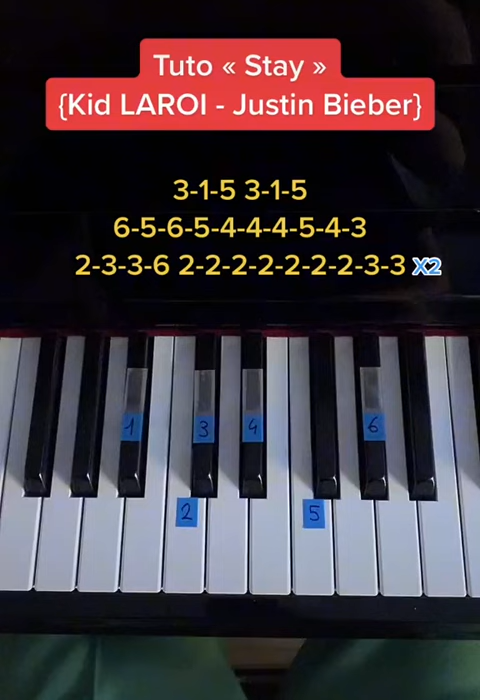 Tuto « Stay »
{Kid LAROI - Justin Bieber}
3-1-5 3-1-5
6-5-6-5-4-4-4-5-4-3
2-3-3-6 2-2-2-2-2-2-2-3-3 X2
1 3 4 6
2 5